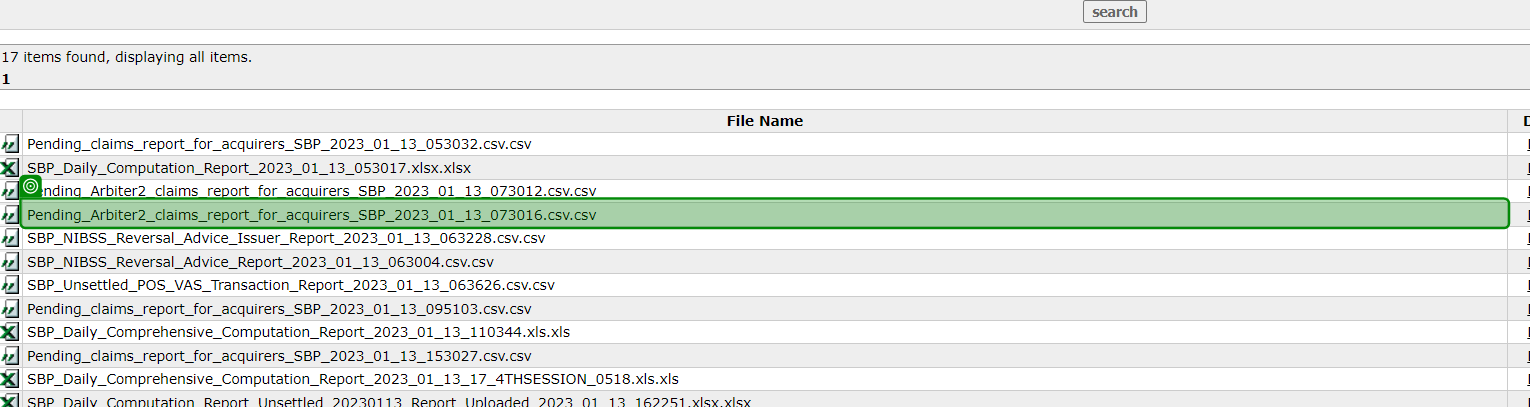 search
17 items found, displaying all items.
1
File Name
Pending_claims_report_for_acquirers_SBP_2023_01_13_053032.csv.csv
SBP_Daily_Computation_Report_2023_01_13_053017.xlsx.xlsx
Pending_Arbiter2_claims_report_for_acquirers_SBP_2023_01_13_073012.csv.csv
Pending_Arbiter2_claims_report_for_acquirers_SBP_2023_01_13_073016.csv.csv
SBP_NIBSS_Reversal_Advice_Issuer_Report_2023_01_13_063228.csv.csv
SBP_NIBSS_Reversal_Advice_Report_2023_01_13_063004.csv.csv
SBP_Unsettled_POS_VAS_Transaction_Report_2023_01_13_063626.csv.csv
Pending_claims_report_for_acquirers_SBP_2023_01_13_095103.csv.csv
SBP_Daily_Comprehensive_Computation_Report_2023_01_13_110344.xls.xls
Pending_claims_report_for_acquirers_SBP_2023_01_13_153027.csv.csv
SBP_Daily_Comprehensive_Computation_Report_2023_01_13_17_4THSESSION_0518.xls.xls
SBP_Daily_Computation_Report_Unsettled_20230113_Report_Uploaded_2023_01_13_162251.xlsx.xlsx